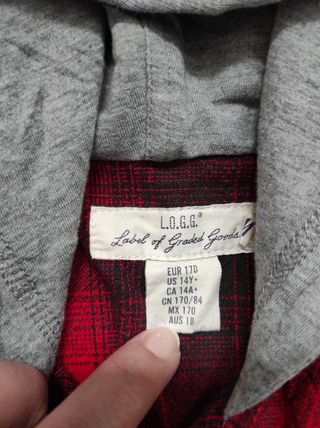 L.O.G.G.®
Label of Graded Goods
EUR 170
US 14Y+
CA 14A+
CN 170/84
MX 170
AUS 18